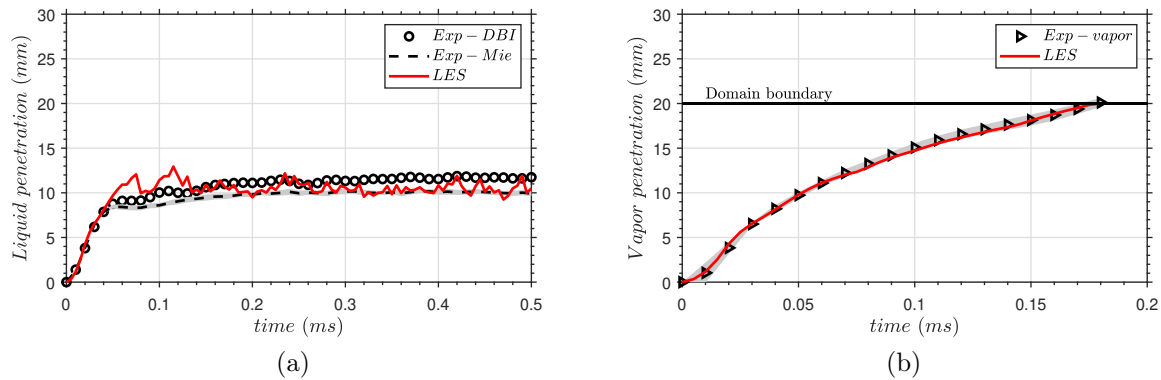 30
25
20
15
10
5
0
Liquid penetration (mm)
Exp - DBI
Exp - Mie
LES
0 0.1 0.2 0.3 0.4 0.5
time (ms)
(a)
30
25
20
15
10
5
0
Vapor penetration (mm)
Exp - vapor
LES
Domain boundary
0 0.05 0.1 0.15 0.2
time (ms)
(b)